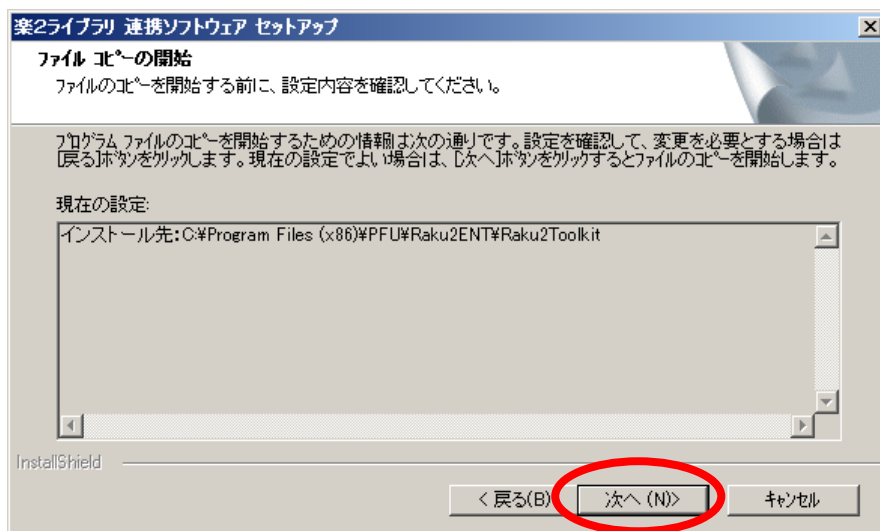 楽2ライブラリ 連携ソフトウェア セットアップ
ファイル コピーの開始
ファイルのコピーを開始する前に、設定内容を確認してください。
プログラム ファイルのコピーを開始するための情報は次の通りです。設定を確認して、変更を必要とする場合は
[戻る]ボタンをクリックします。現在の設定でよい場合は、[次へ]ボタンをクリックするとファイルのコピーを開始します。
現在の設定:
インストール先:C:¥Program Files (x86)¥PFU¥Raku2ENT¥Raku2Toolkit
InstallShield
< 戻る(B)
次へ (N)>
キャンセル